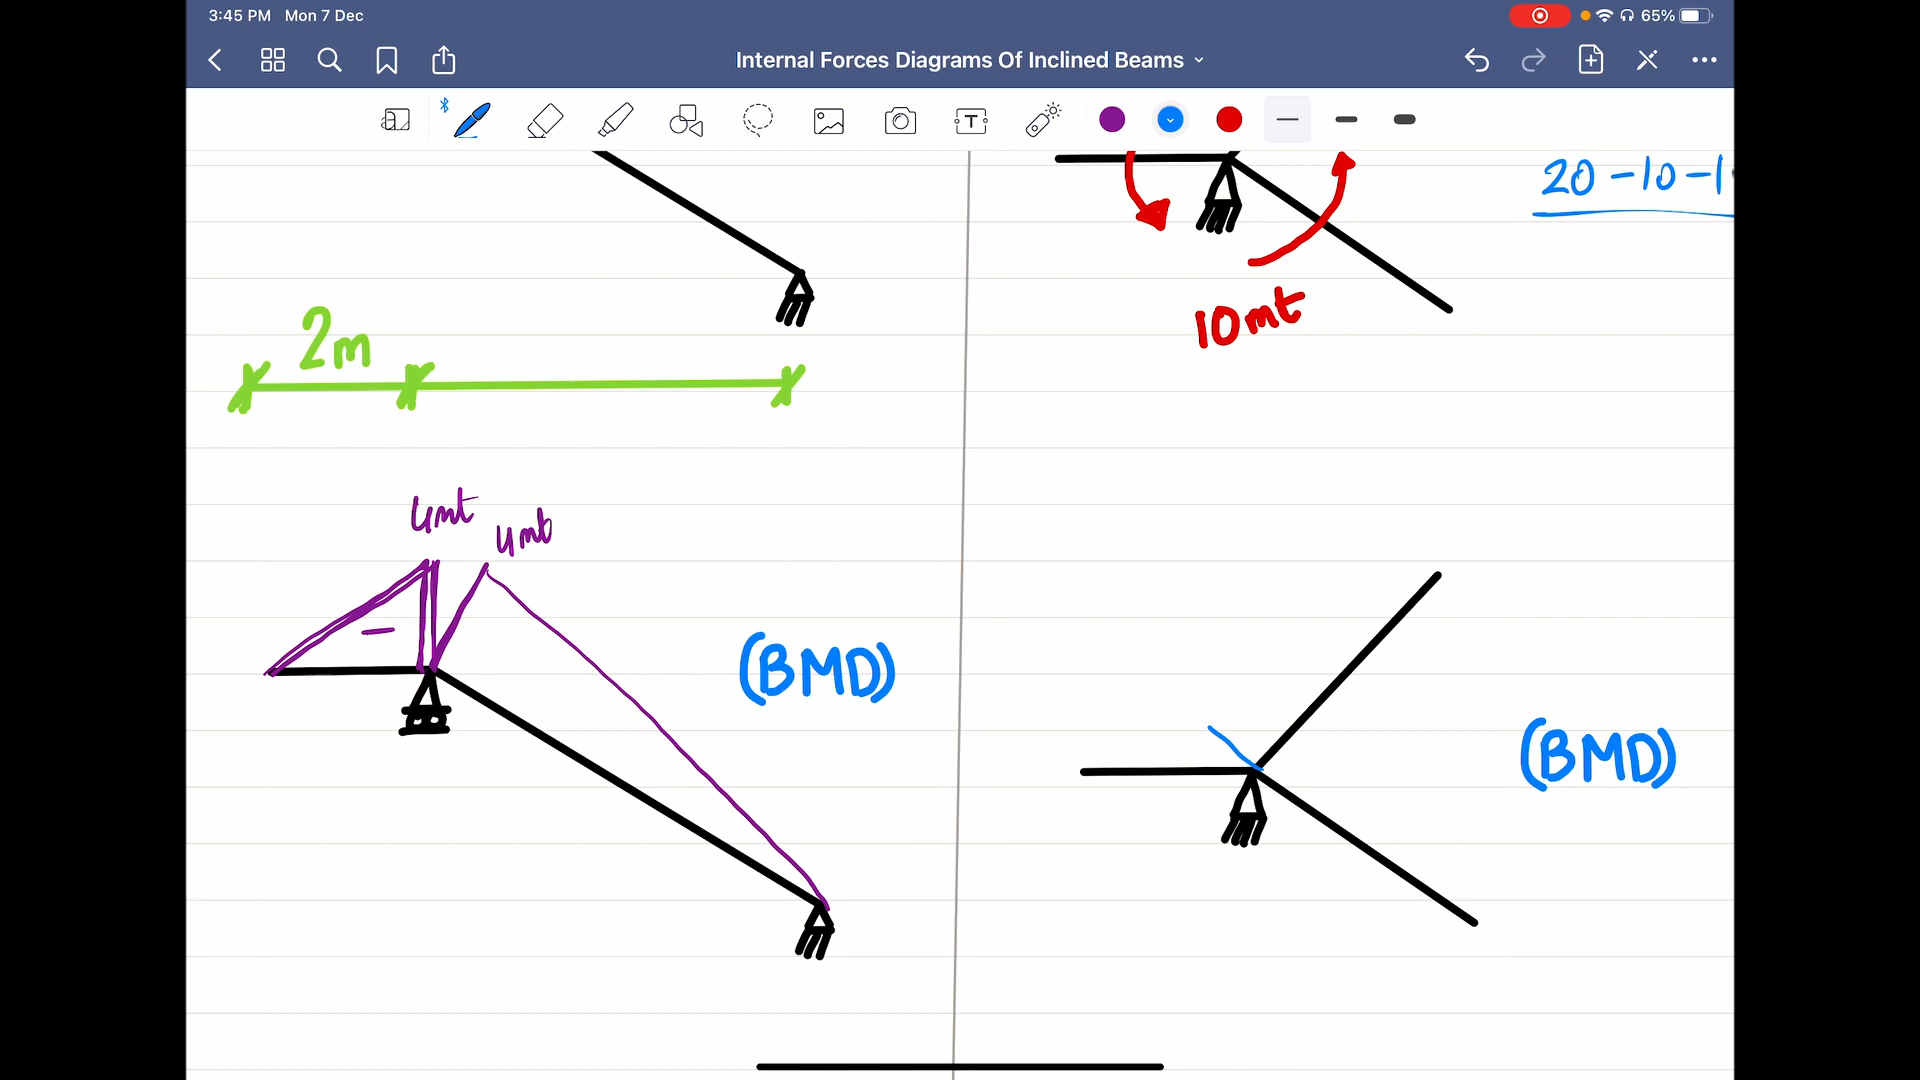 3:45 PM Mon 7 Dec
65%
Internal Forces Diagrams Of Inclined Beams
T
20 -10 -1
10mt
2m
4mt
4mt
(BMD)
(BMD)